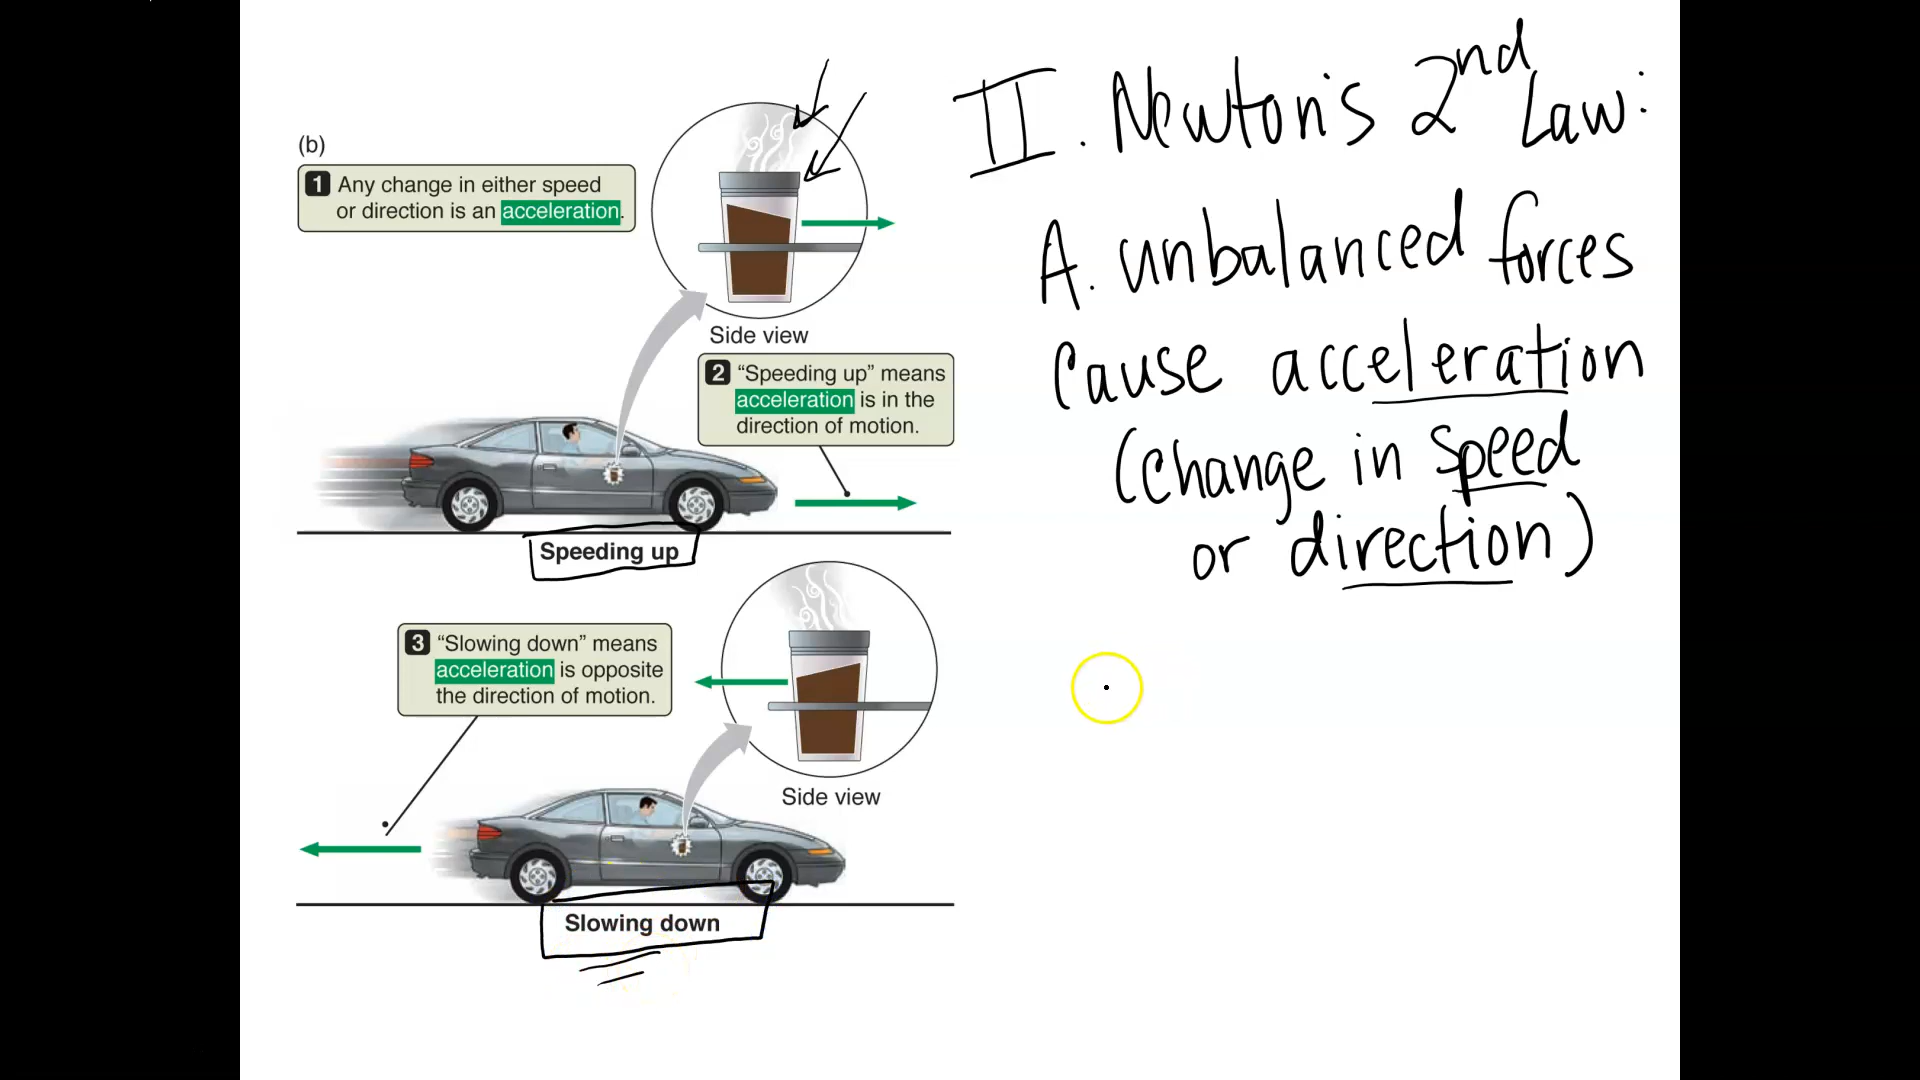 (b)
1 Any change in either speed
or direction is an acceleration.
Side view
2 “Speeding up” means
acceleration is in the
direction of motion.
Speeding up
3 “Slowing down” means
acceleration is opposite
the direction of motion.
Side view
Slowing down
II. Newton's 2nd Law:
A. unbalanced forces
cause acceleration
(change in speed
or direction)